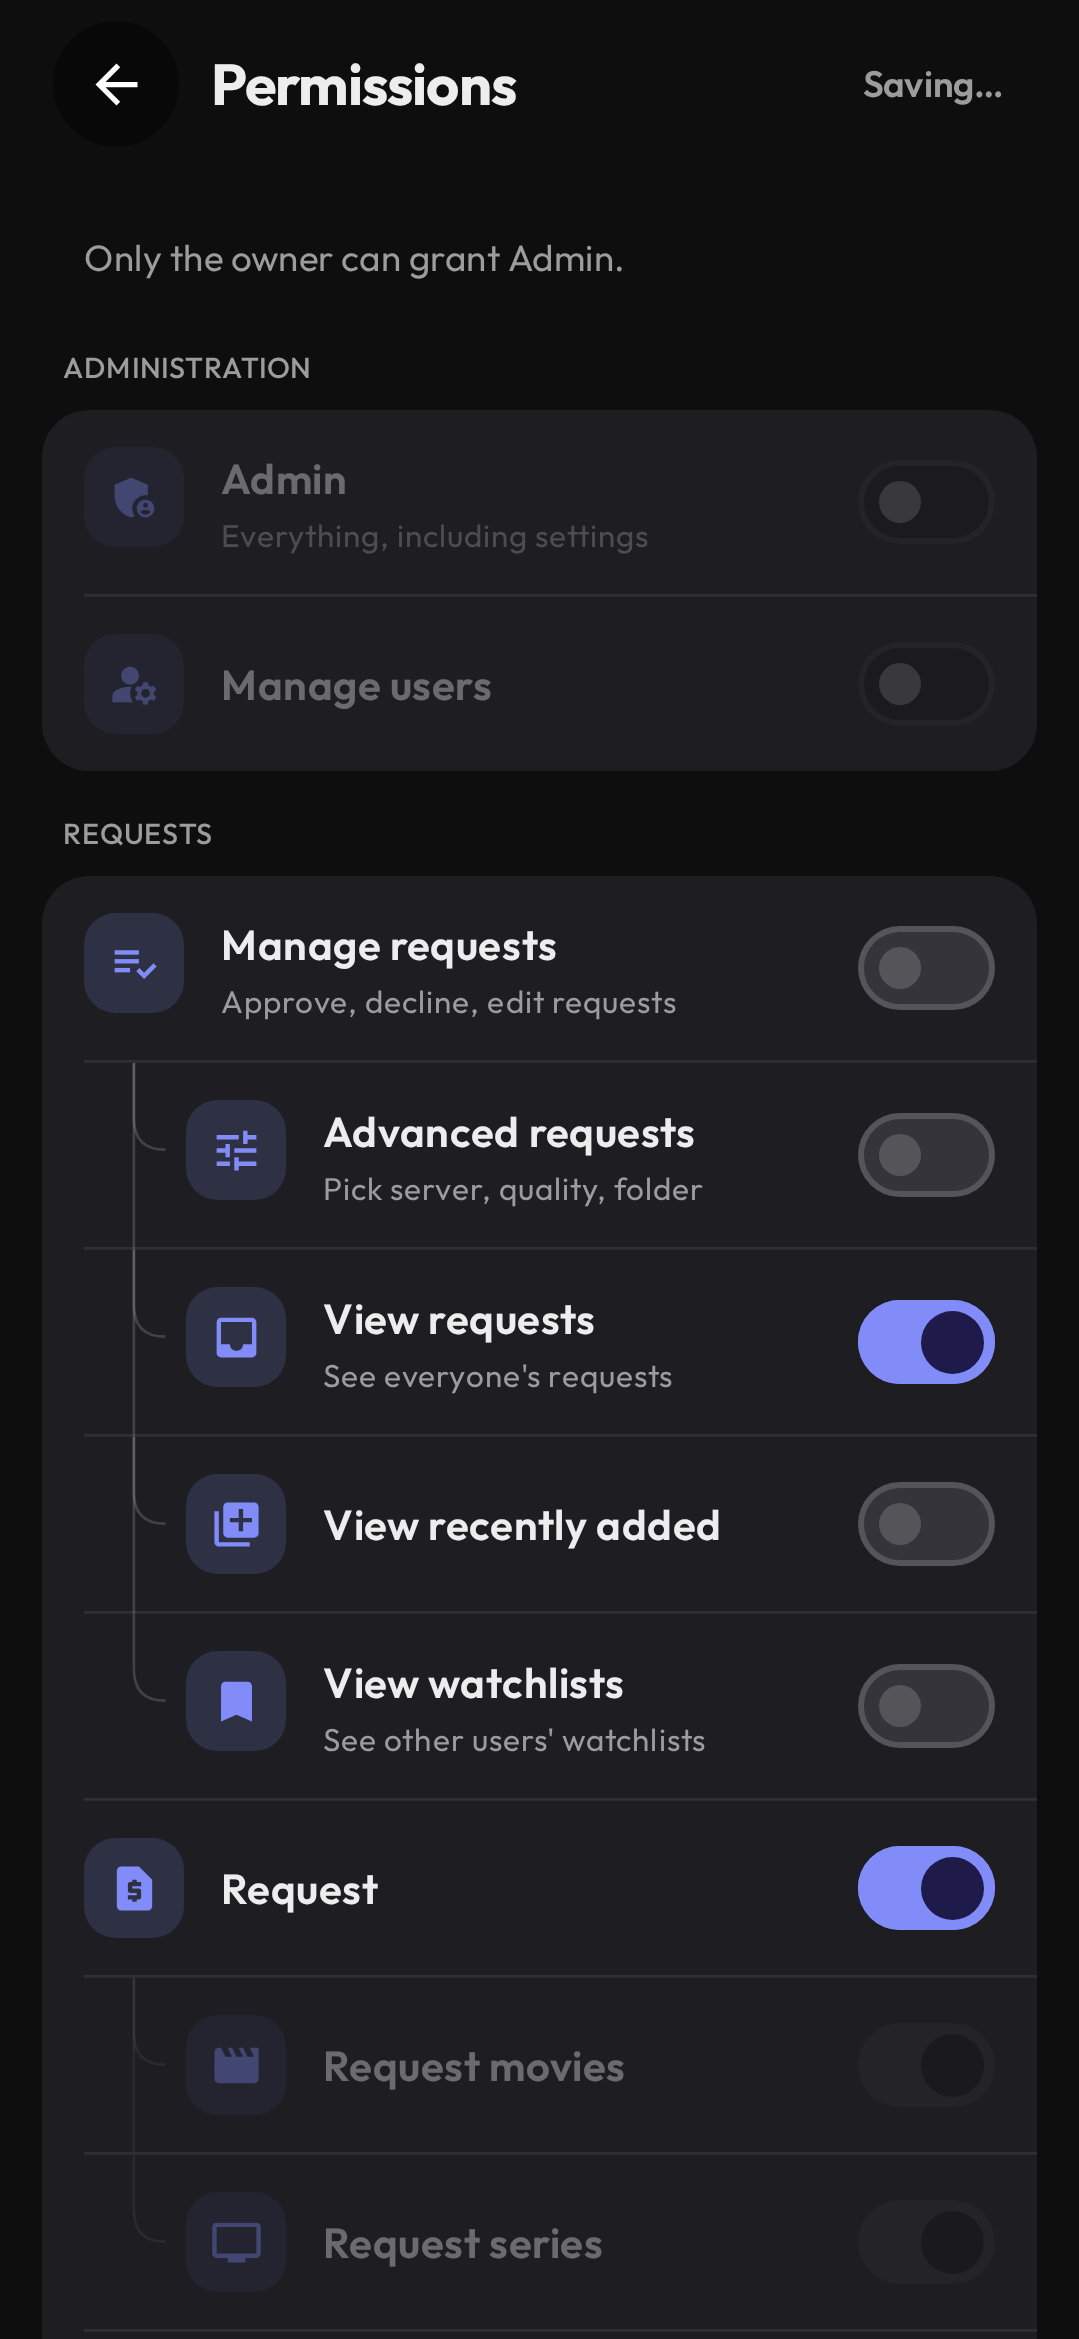 Permissions
Saving...
Only the owner can grant Admin.
ADMINISTRATION
Admin
Everything, including settings
Manage users
REQUESTS
Manage requests
Approve, decline, edit requests
Advanced requests
Pick server, quality, folder
View requests
See everyone's requests
View recently added
View watchlists
See other users' watchlists
Request
Request movies
Request series